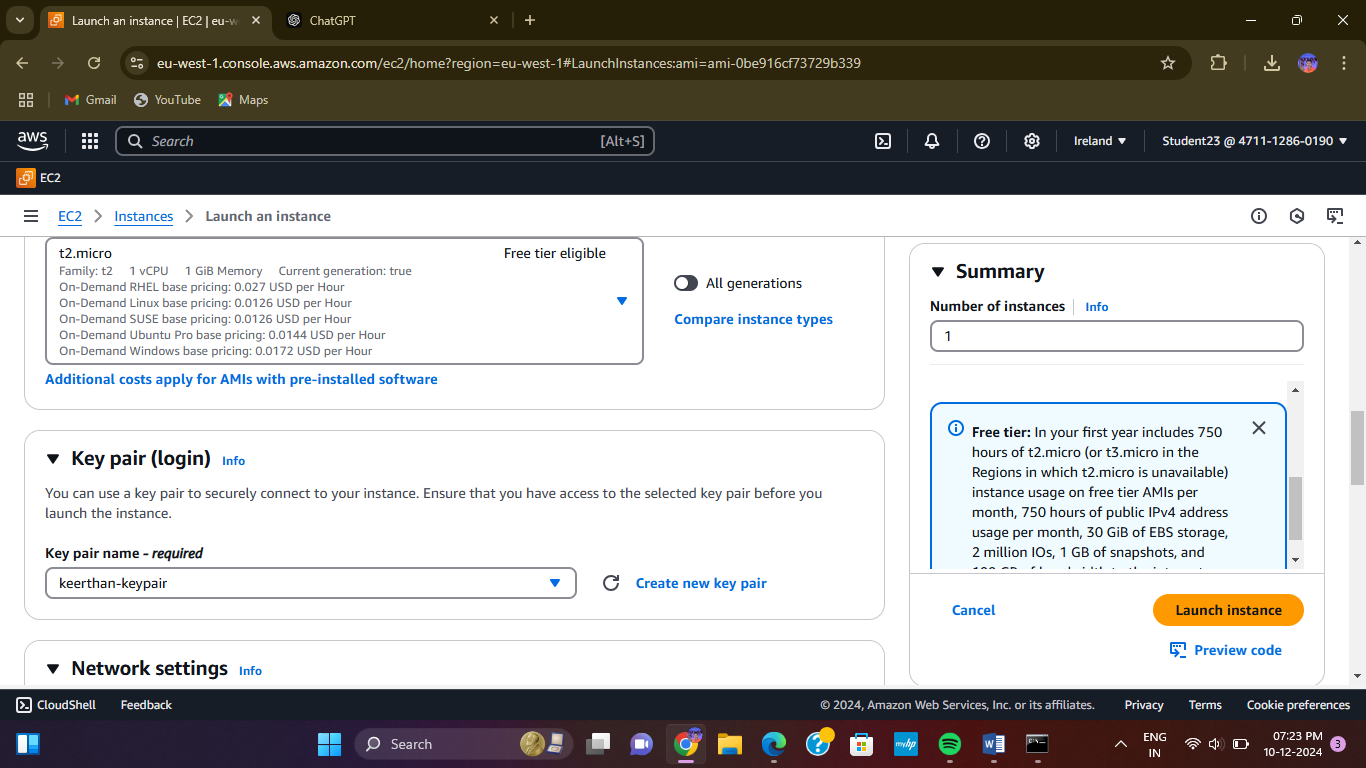 Launch an instance | EC2 | eu-w
ChatGPT
eu-west-1.console.aws.amazon.com/ec2/home?region=eu-west-1#LaunchInstances:ami=ami-0be916cf73729b339
Gmail
YouTube
Maps
aws
Search
[Alt+S]
Ireland
Student23 @ 4711-1286-0190
EC2
EC2
Instances
Launch an instance
t2.micro
Free tier eligible
Family: t2 1 vCPU 1 GiB Memory Current generation: true
On-Demand RHEL base pricing: 0.027 USD per Hour
On-Demand Linux base pricing: 0.0126 USD per Hour
On-Demand SUSE base pricing: 0.0126 USD per Hour
On-Demand Ubuntu Pro base pricing: 0.0144 USD per Hour
On-Demand Windows base pricing: 0.0172 USD per Hour
All generations
Compare instance types
Additional costs apply for AMIs with pre-installed software
Key pair (login)
Info
You can use a key pair to securely connect to your instance. Ensure that you have access to the selected key pair before you
launch the instance.
Key pair name - required
keerthan-keypair
Create new key pair
Network settings
Info
Summary
Number of instances
Info
1
Free tier: In your first year includes 750
hours of t2.micro (or t3.micro in the
Regions in which t2.micro is unavailable)
instance usage on free tier AMIs per
month, 750 hours of public IPv4 address
usage per month, 30 GiB of EBS storage,
2 million IOs, 1 GB of snapshots, and
Cancel
Launch instance
Preview code
CloudShell
Feedback
© 2024, Amazon Web Services, Inc. or its affiliates.
Privacy
Terms
Cookie preferences
Search
myhp
ENG
IN
07:23 PM
10-12-2024
3